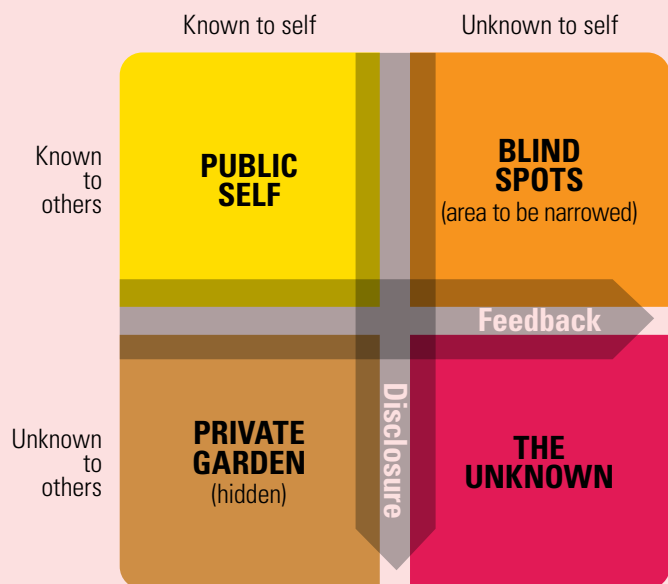 Known to self
Unknown to self
Known
to
others
PUBLIC
SELF
BLIND
SPOTS
(area to be narrowed)
Feedback
Disclosure
Unknown
to
others
PRIVATE
GARDEN
(hidden)
THE
UNKNOWN